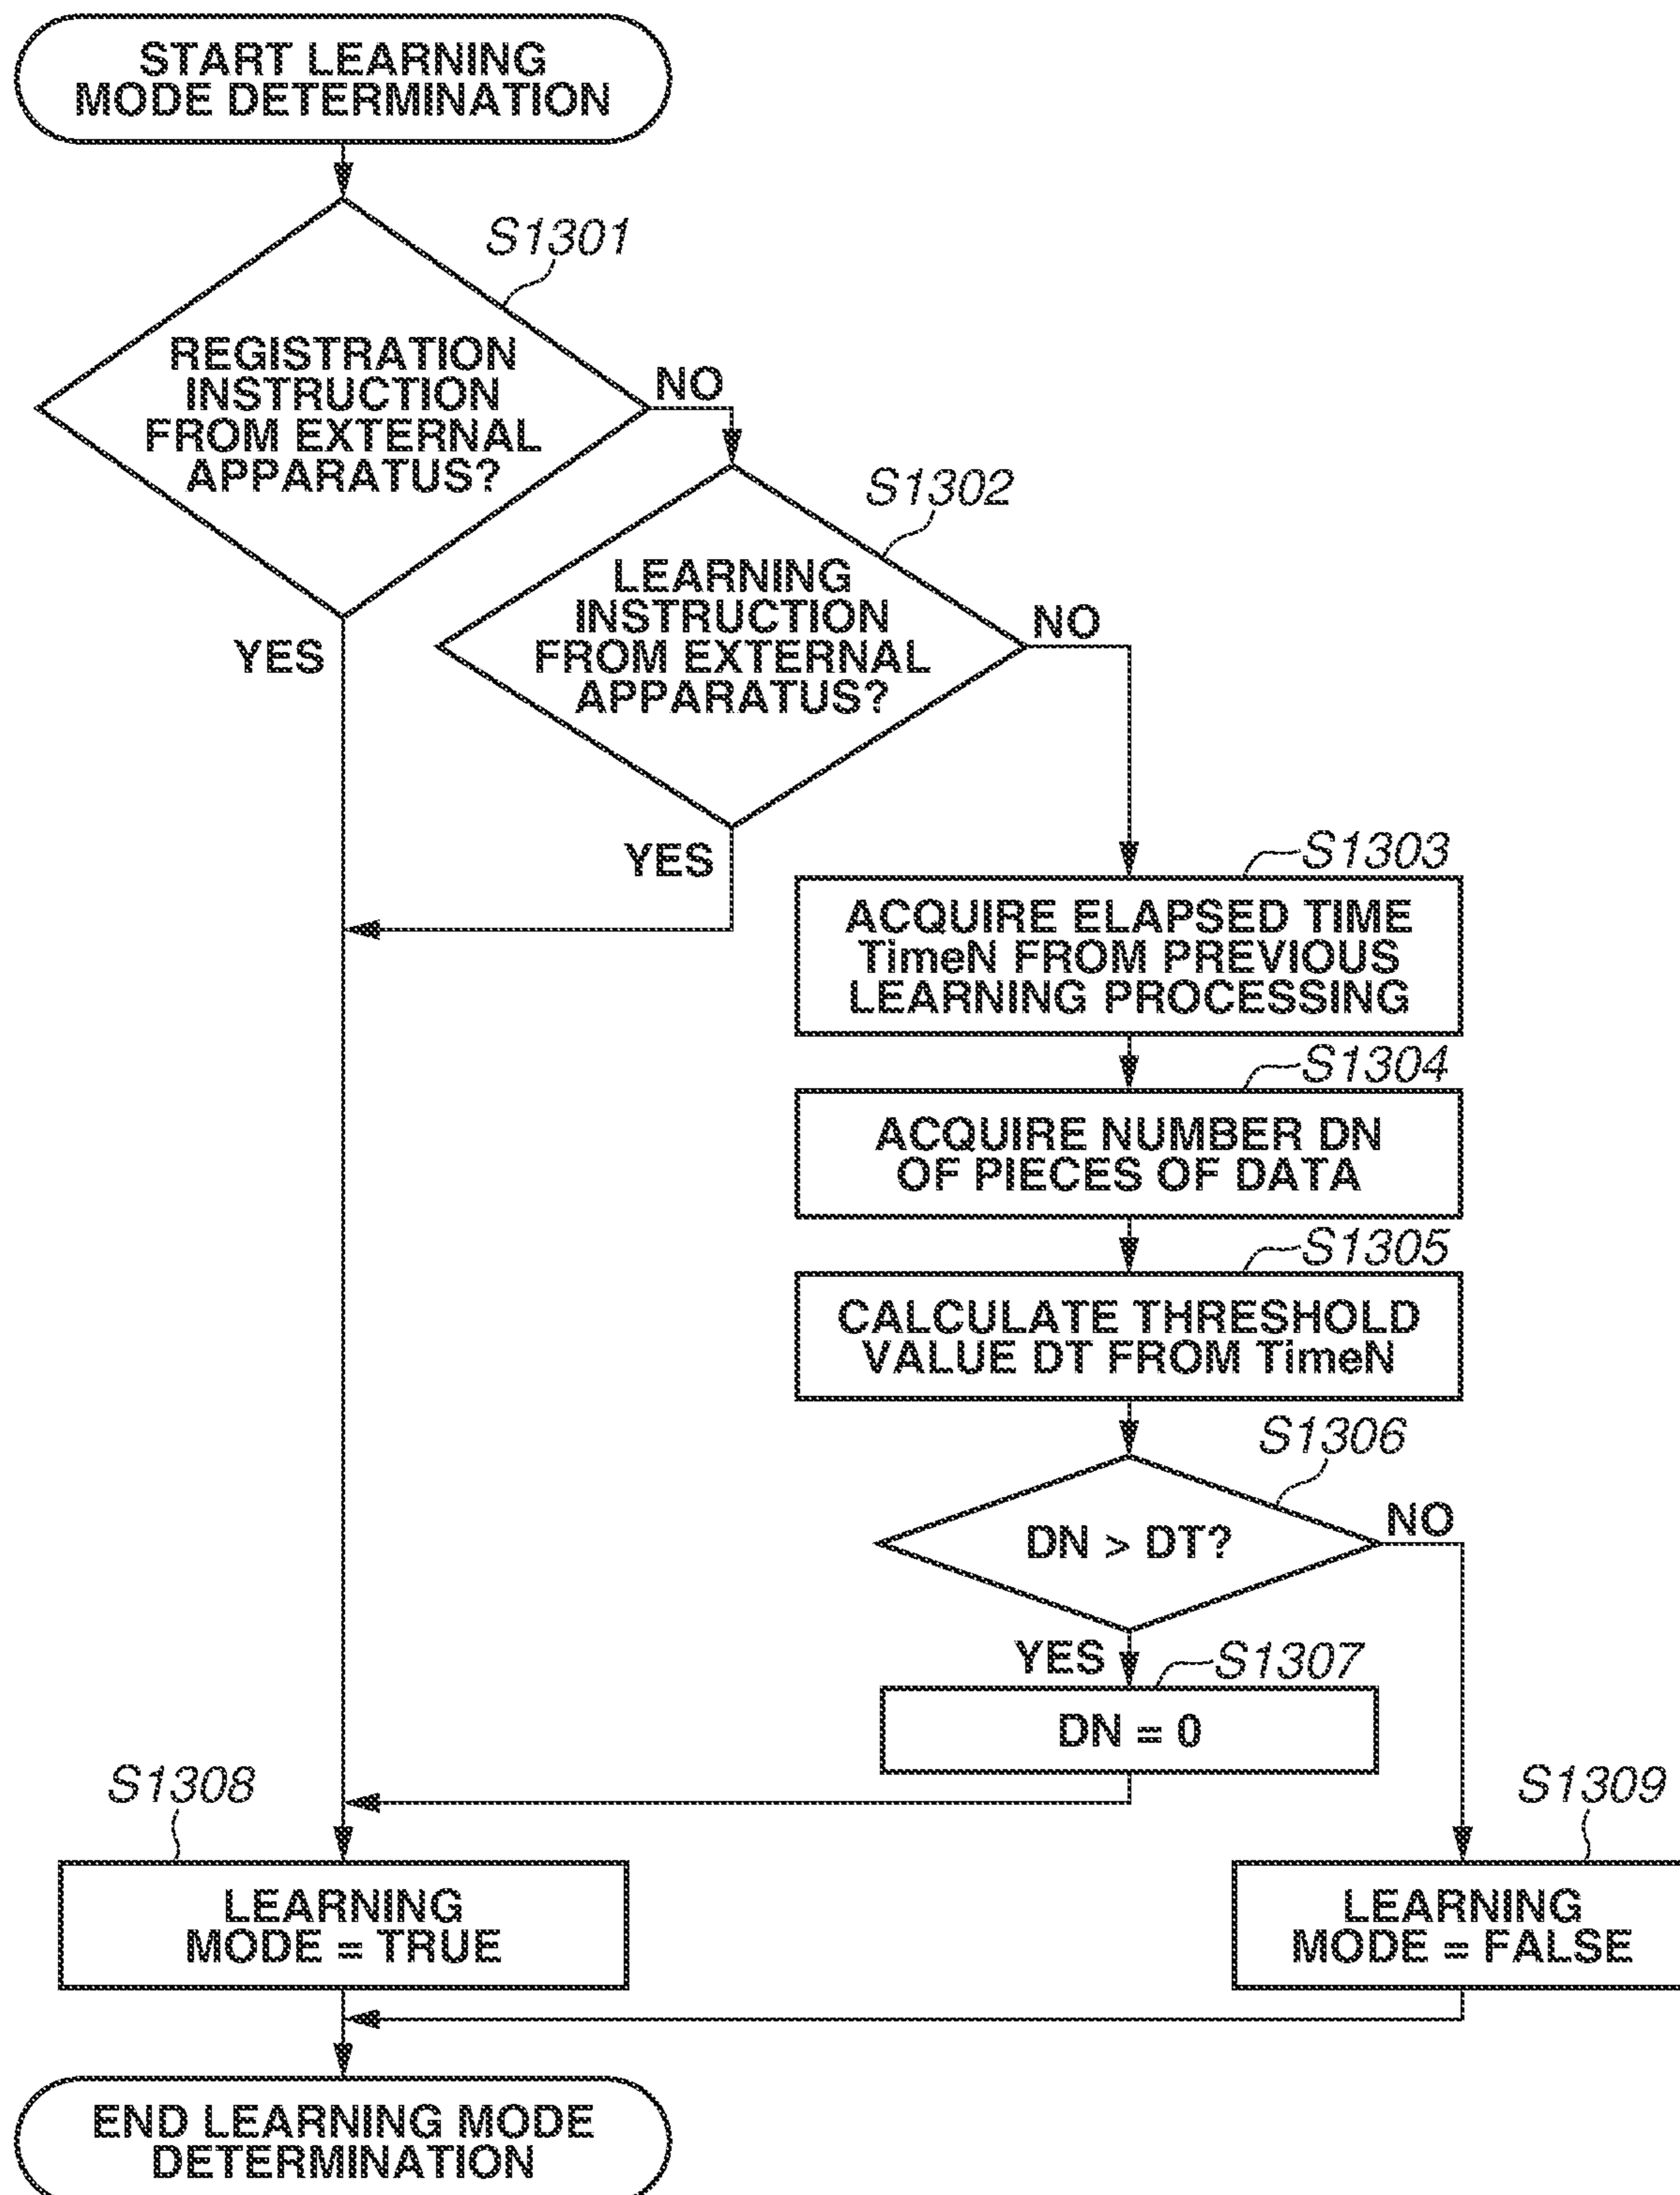 START LEARNING
MODE DETERMINATION
S1301
REGISTRATION
INSTRUCTION
FROM EXTERNAL
APPARATUS?
NO
YES
S1302
LEARNING
INSTRUCTION
FROM EXTERNAL
APPARATUS?
NO
YES
S1303
ACQUIRE ELAPSED TIME
TimeN FROM PREVIOUS
LEARNING PROCESSING
S1304
ACQUIRE NUMBER DN
OF PIECES OF DATA
S1305
CALCULATE THRESHOLD
VALUE DT FROM TimeN
S1306
DN > DT?
NO
YES
S1307
DN = 0
S1308
LEARNING
MODE = TRUE
S1309
LEARNING
MODE = FALSE
END LEARNING MODE
DETERMINATION